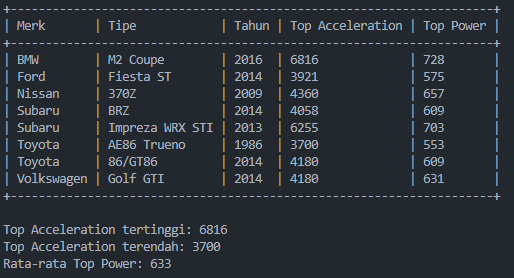 +-----------------------------------------------------------------+
| Merk       | Tipe            | Tahun | Top Acceleration | Top Power |
+-----------------------------------------------------------------+
| BMW        | M2 Coupe        | 2016  | 6816             | 728       |
| Ford       | Fiesta ST       | 2014  | 3921             | 575       |
| Nissan     | 370Z            | 2009  | 4360             | 657       |
| Subaru     | BRZ             | 2014  | 4058             | 609       |
| Subaru     | Impreza WRX STI | 2013  | 6255             | 703       |
| Toyota     | AE86 Trueno     | 1986  | 3700             | 553       |
| Toyota     | 86/GT86         | 2014  | 4180             | 609       |
| Volkswagen | Golf GTI        | 2014  | 4180             | 631       |
+-----------------------------------------------------------------+
Top Acceleration tertinggi: 6816
Top Acceleration terendah: 3700
Rata-rata Top Power: 633